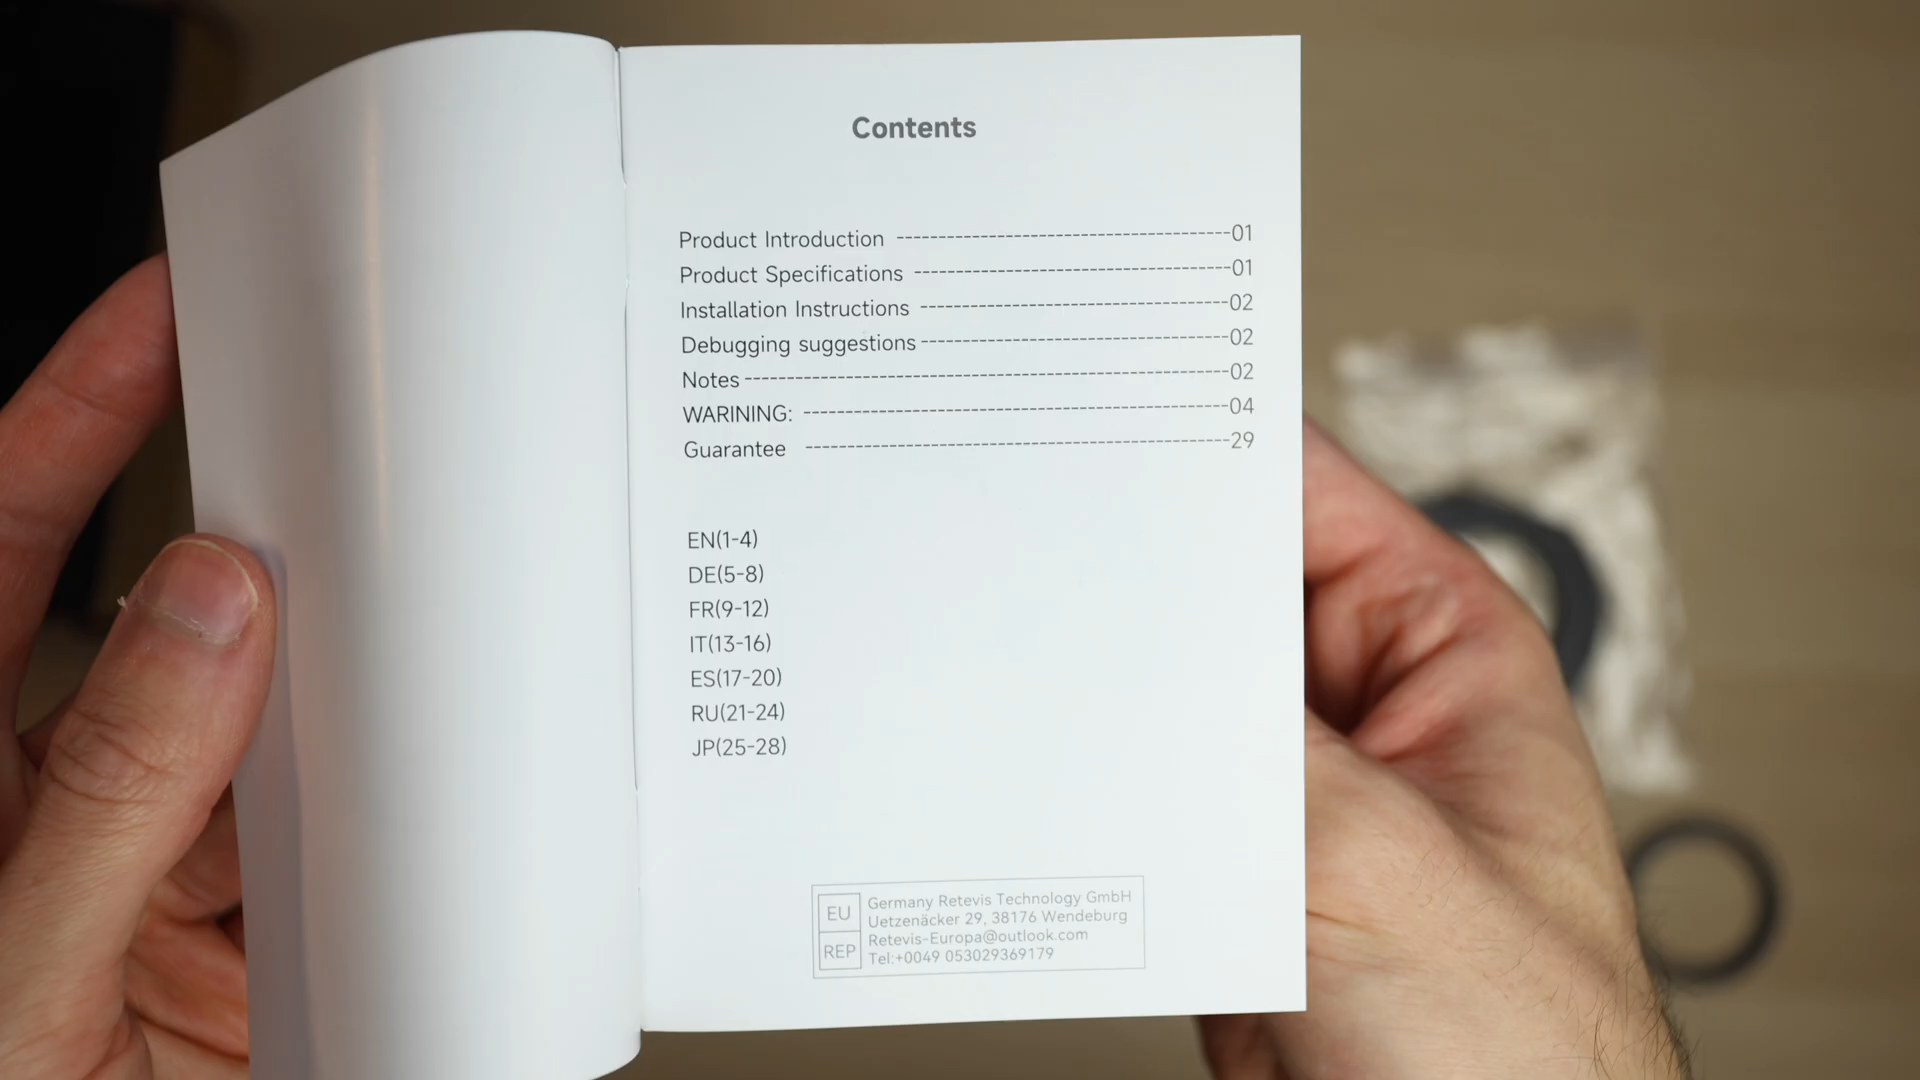 Contents
Product Introduction ------------------------------------------------01
Product Specifications ---------------------------------------------01
Installation Instructions --------------------------------------------02
Debugging suggestions--------------------------------------------02
Notes ---------------------------------------------------------------------02
WARINING: -------------------------------------------------------------04
Guarantee -------------------------------------------------------------29
EN(1-4)
DE(5-8)
FR(9-12)
IT(13-16)
ES(17-20)
RU(21-24)
JP(25-28)
EU
REP
Germany Retevis Technology GmbH
Uetzenäcker 29, 38176 Wendeburg
Retevis-Europa@outlook.com
Tel:+0049 053029369179